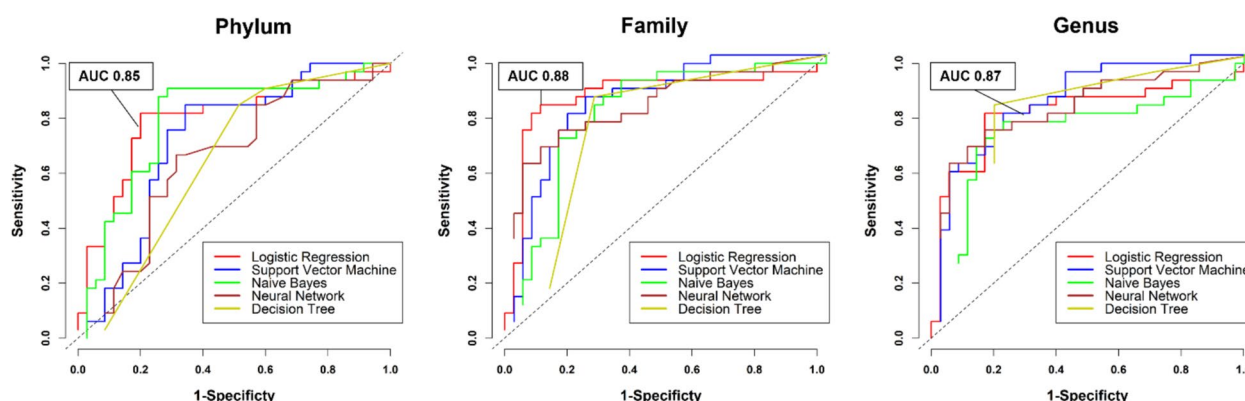 Phylum
AUC 0.85
Sensitivity
1.0
0.8
0.6
0.4
0.2
0.0
Logistic Regression
Support Vector Machine
Naive Bayes
Neural Network
Decision Tree
0.0 0.2 0.4 0.6 0.8 1.0
1-Specificty
Family
AUC 0.88
Sensitivity
1.0
0.8
0.6
0.4
0.2
0.0
Logistic Regression
Support Vector Machine
Naive Bayes
Neural Network
Decision Tree
0.0 0.2 0.4 0.6 0.8 1.0
1-Specificty
Genus
AUC 0.87
Sensitivity
1.0
0.8
0.6
0.4
0.2
0.0
Logistic Regression
Support Vector Machine
Naive Bayes
Neural Network
Decision Tree
0.0 0.2 0.4 0.6 0.8 1.
1-Specificty